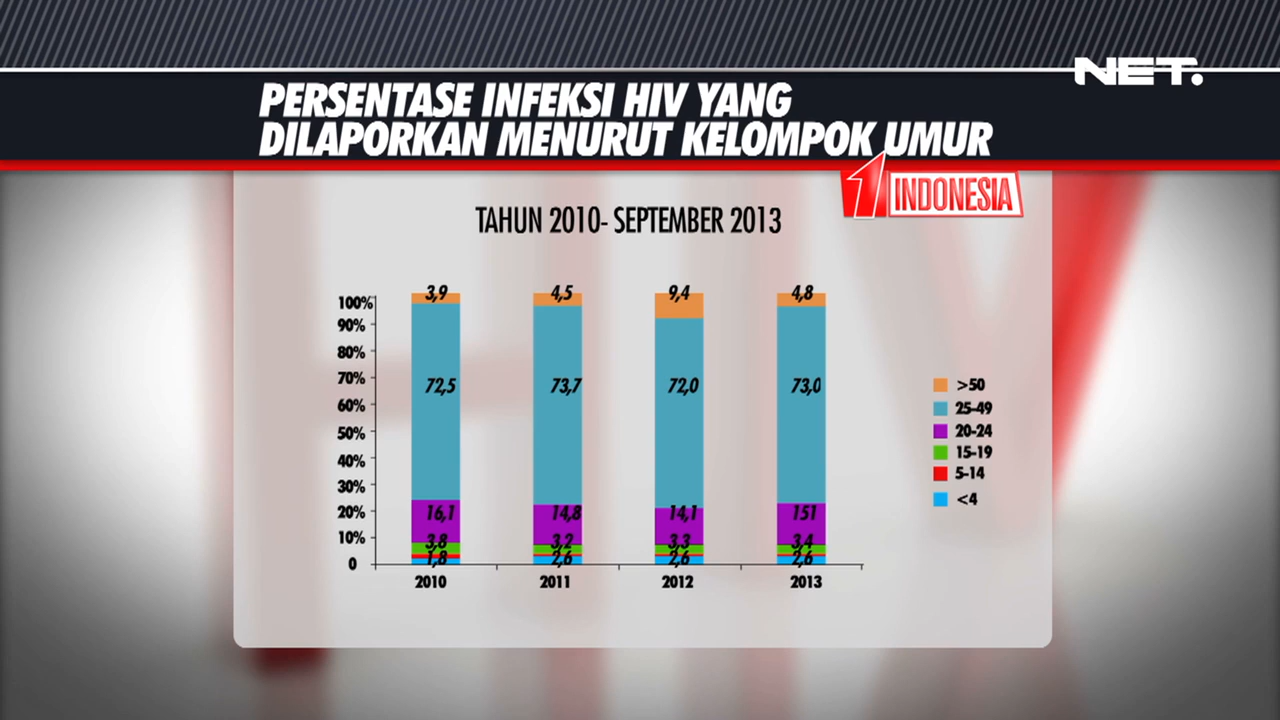 NET.
PERSENTASE INFEKSI HIV YANG
DILAPORKAN MENURUT KELOMPOK UMUR
1 INDONESIA
TAHUN 2010- SEPTEMBER 2013
3,9 4,5 9,4 4,8
100%
90%
80%
70%
72,5 73,7 72,0 73,0
60%
50%
40%
30%
20%
16,1 14,8 14,1 151
10%
3,8 3,2 3,3 3,4
1,8 2,6 2,6 2,6
0
2010 2011 2012 2013
>50
25-49
20-24
15-19
5-14
<4